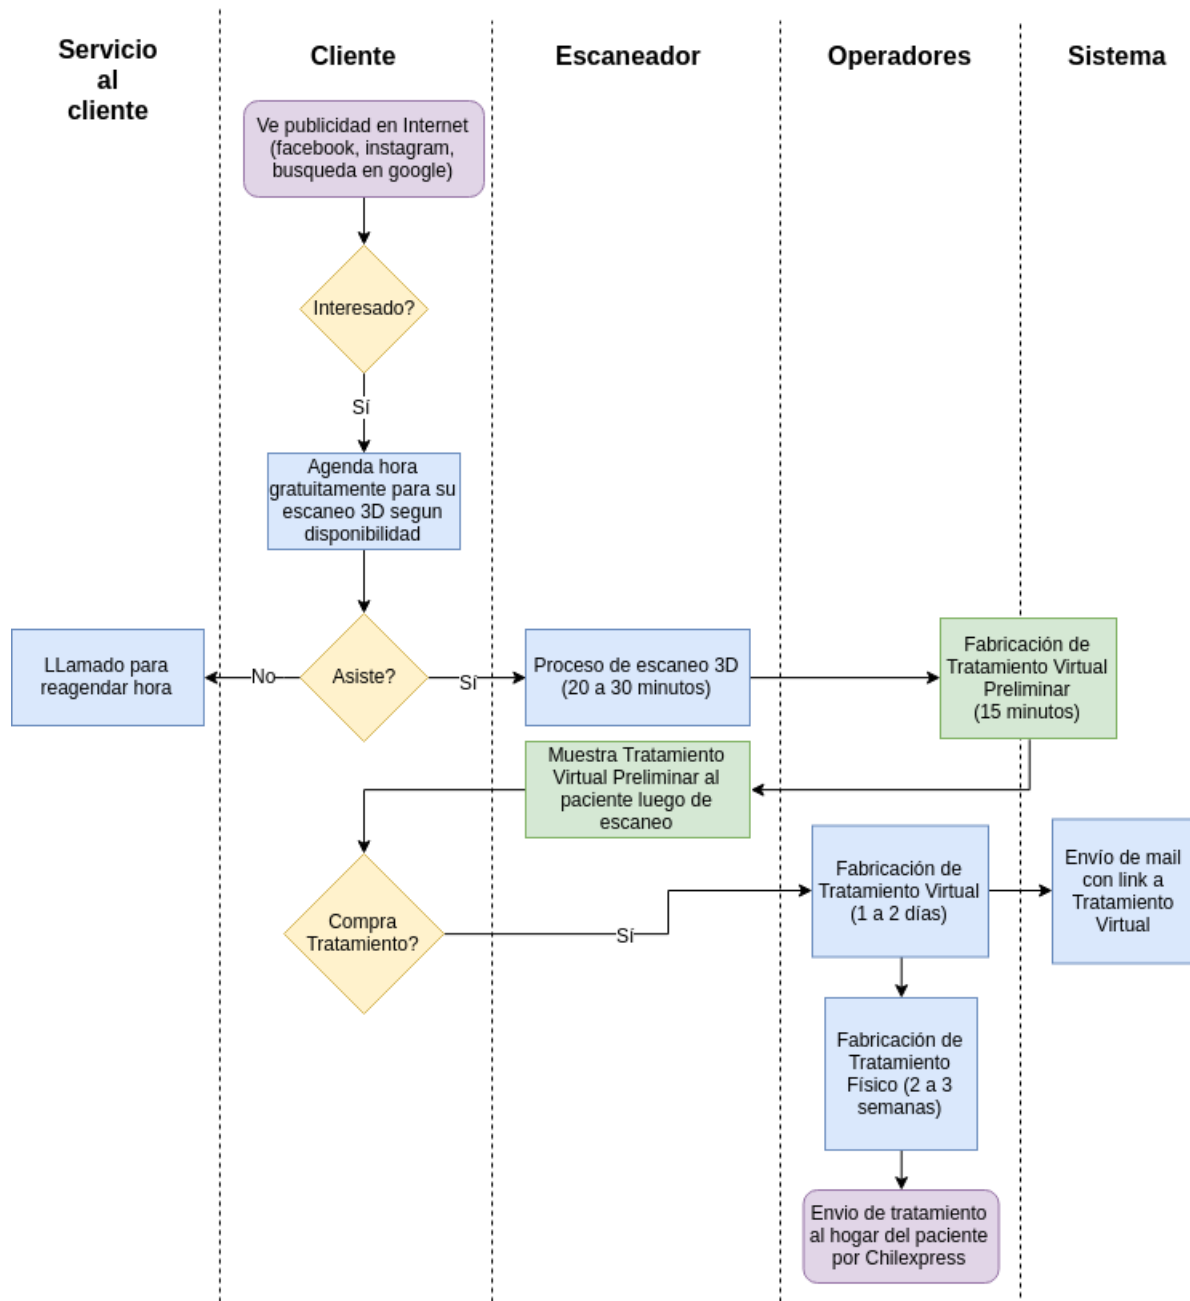 Servicio
al
cliente
Cliente
Escaneador
Operadores
Sistema
Ve publicidad en Internet
(facebook, instagram,
busqueda en google)
Interesado?
Sí
Agenda hora
gratuitamente para su
escaneo 3D segun
disponibilidad
LLamado para
reagendar hora
No
Asiste?
Sí
Proceso de escaneo 3D
(20 a 30 minutos)
Fabricación de
Tratamiento Virtual
Preliminar
(15 minutos)
Muestra Tratamiento
Virtual Preliminar al
paciente luego de
escaneo
Compra
Tratamiento?
Sí
Fabricación de
Tratamiento Virtual
(1 a 2 días)
Envío de mail
con link a
Tratamiento
Virtual
Fabricación de
Tratamiento
Físico (2 a 3
semanas)
Envio de tratamiento
al hogar del paciente
por Chilexpress